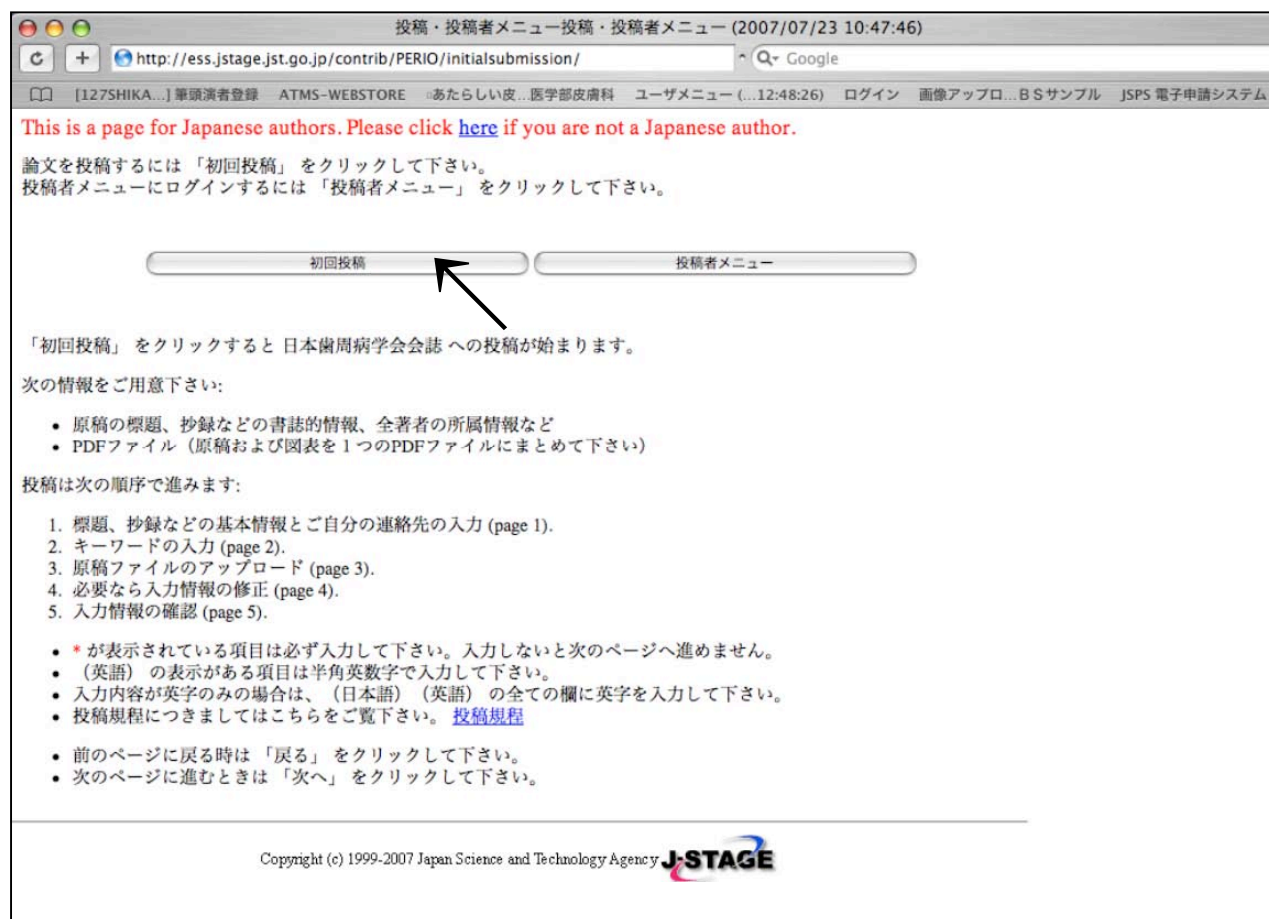 投稿・投稿者メニュー投稿・投稿者メニュー (2007/07/23 10:47:46)
http://ess.jstage.jst.go.jp/contrib/PERIO/initialsubmission/
Google
[127SHIKA...] 筆頭演者登録 ATMS-WEBSTORE あたらしい皮...医学部皮膚科 ユーザメニュー (...12:48:26) ログイン 画像アップロ...ＢＳサンプル JSPS 電子申請システム
This is a page for Japanese authors. Please click here if you are not a Japanese author.
論文を投稿するには 「初回投稿」 をクリックして下さい。
投稿者メニューにログインするには 「投稿者メニュー」 をクリックして下さい。
初回投稿 投稿者メニュー
「初回投稿」 をクリックすると 日本歯周病学会会誌 への投稿が始まります。
次の情報をご用意下さい:
• 原稿の標題、抄録などの書誌的情報、全著者の所属情報など
• PDFファイル（原稿および図表を１つのPDFファイルにまとめて下さい）
投稿は次の順序で進みます:
1. 標題、抄録などの基本情報とご自分の連絡先の入力 (page 1).
2. キーワードの入力 (page 2).
3. 原稿ファイルのアップロード (page 3).
4. 必要なら入力情報の修正 (page 4).
5. 入力情報の確認 (page 5).
• * が表示されている項目は必ず入力して下さい。入力しないと次のページへ進めません。
• （英語） の表示がある項目は半角英数字で入力して下さい。
• 入力内容が英字のみの場合は、（日本語）（英語） の全ての欄に英字を入力して下さい。
• 投稿規程につきましてはこちらをご覧下さい。 投稿規程
• 前のページに戻る時は 「戻る」 をクリックして下さい。
• 次のページに進むときは 「次へ」 をクリックして下さい。
Copyright (c) 1999-2007 Japan Science and Technology Agency J-STAGE